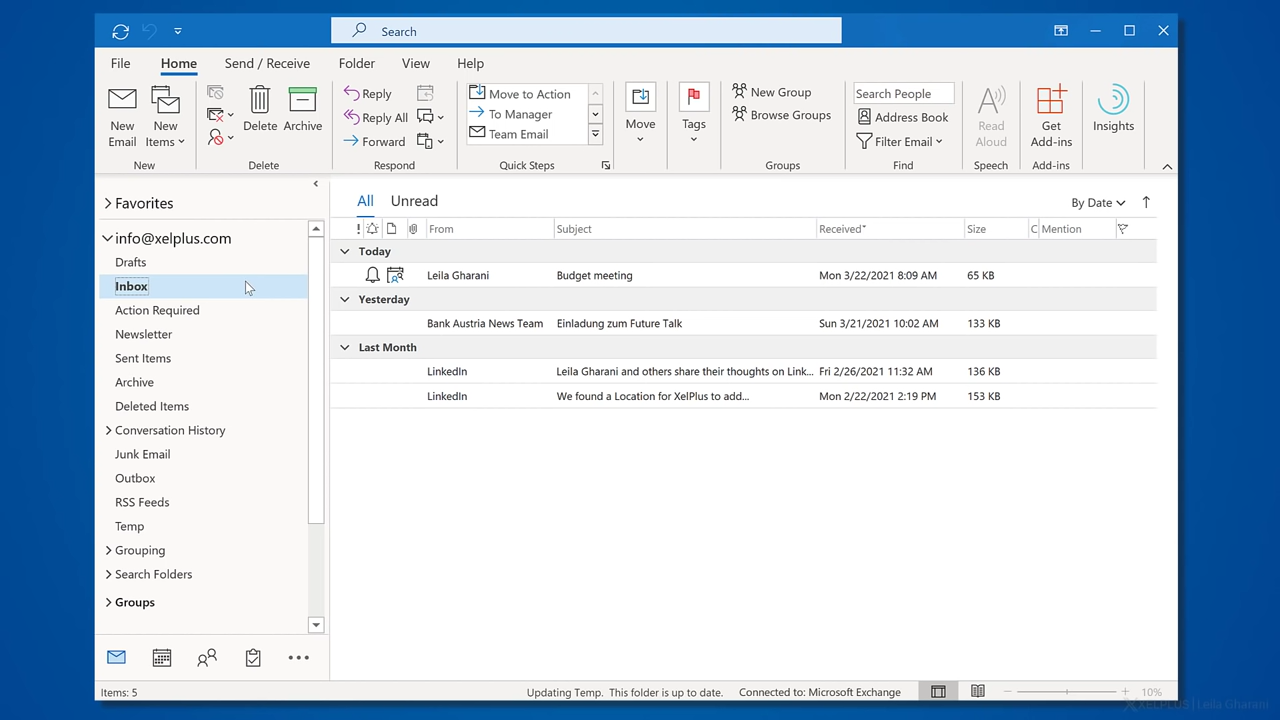 Search
File Home Send / Receive Folder View Help
New Email
New Items
Delete
Archive
Reply
Reply All
Forward
Move to Action
To Manager
Team Email
Move
Tags
New Group
Browse Groups
Search People
Address Book
Filter Email
Read Aloud
Get Add-ins
Insights
New Delete Respond Quick Steps Groups Find Speech Add-ins
Favorites
info@xelplus.com
Drafts
Inbox
Action Required
Newsletter
Sent Items
Archive
Deleted Items
Conversation History
Junk Email
Outbox
RSS Feeds
Temp
Grouping
Search Folders
Groups
All Unread By Date
! From Subject Received* Size C Mention
Today
Leila Gharani Budget meeting Mon 3/22/2021 8:09 AM 65 KB
Yesterday
Bank Austria News Team Einladung zum Future Talk Sun 3/21/2021 10:02 AM 133 KB
Last Month
LinkedIn Leila Gharani and others share their thoughts on Link... Fri 2/26/2021 11:32 AM 136 KB
LinkedIn We found a Location for XelPlus to add... Mon 2/22/2021 2:19 PM 153 KB
Items: 5 Updating Temp. This folder is up to date. Connected to: Microsoft Exchange 10%
XELPLUS | Leila Gharani